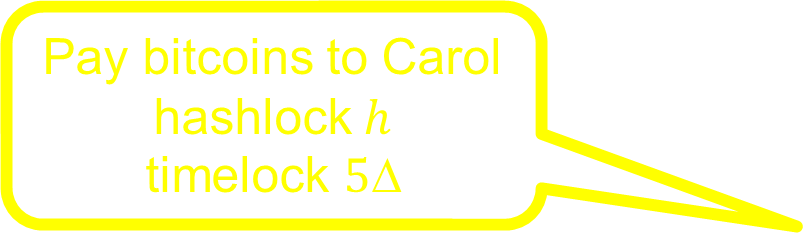 Pay bitcoins to Carol
hashlock ℎ
timelock 5Δ